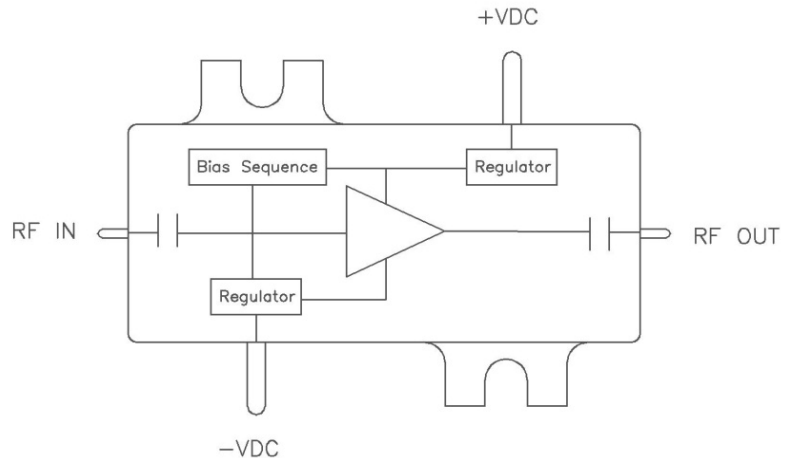 +VDC
Bias Sequence
Regulator
RF IN
RF OUT
Regulator
-VDC